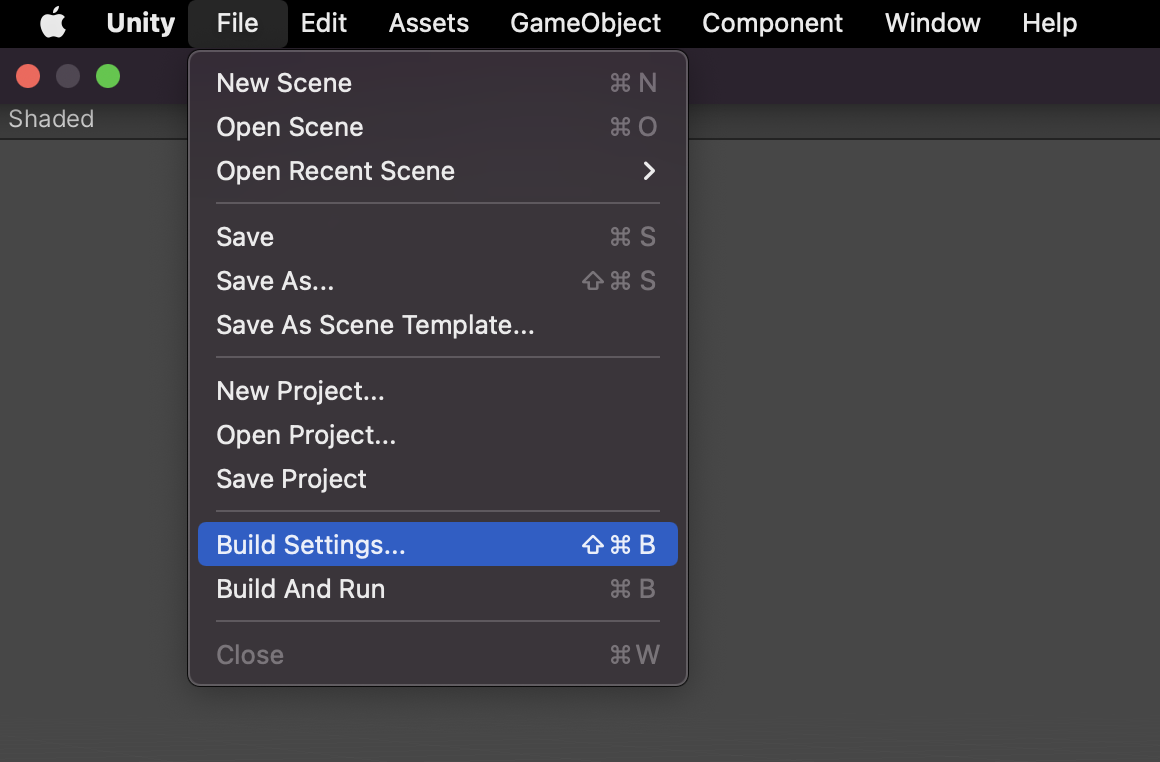 Unity File Edit Assets GameObject Component Window Help
Shaded
New Scene ⌘ N
Open Scene ⌘ O
Open Recent Scene
Save ⌘ S
Save As... ⇧ ⌘ S
Save As Scene Template...
New Project...
Open Project...
Save Project
Build Settings... ⇧ ⌘ B
Build And Run ⌘ B
Close ⌘ W